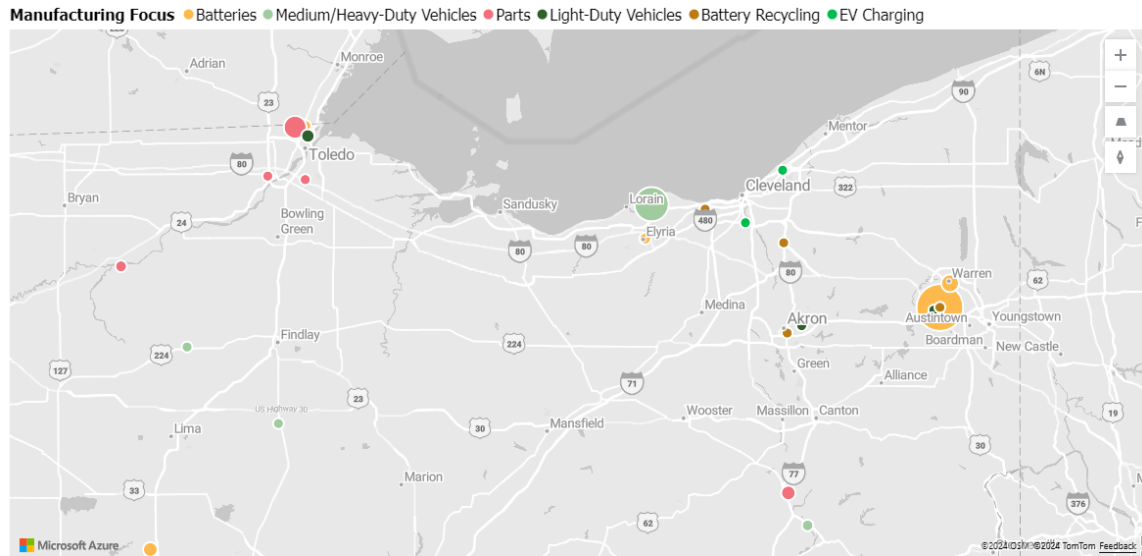 Manufacturing Focus Batteries Medium/Heavy-Duty Vehicles Parts Light-Duty Vehicles Battery Recycling EV Charging
Monroe
Adrian
6N
90
23
Mentor
Toledo
80
Cleveland
322
Bryan
Sandusky
Lorain
24
Bowling
Green
480
Elyria
80
80
80
Warren
62
Medina
Akron
Austintown
Youngstown
Findlay
Boardman
224
224
New Castle
Green
127
71
Alliance
23
US Highway 30
19
Wooster
Massillon
Canton
Lima
30
Mansfield
30
Marion
77
33
376
62
Microsoft Azure
©2024 OSM ©2024 TomTom Feedback